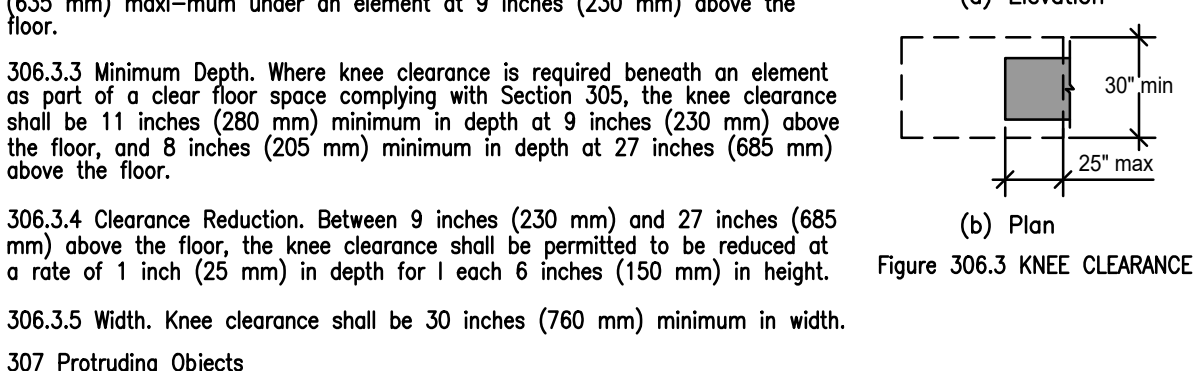 (635 mm) maxi-mum under an element at 9 inches (230 mm) above the
floor.
306.3.3 Minimum Depth. Where knee clearance is required beneath an element
as part of a clear floor space complying with Section 305, the knee clearance
shall be 11 inches (280 mm) minimum in depth at 9 inches (230 mm) above
the floor, and 8 inches (205 mm) minimum in depth at 27 inches (685 mm)
above the floor.
306.3.4 Clearance Reduction. Between 9 inches (230 mm) and 27 inches (685
mm) above the floor, the knee clearance shall be permitted to be reduced at
a rate of 1 inch (25 mm) in depth for I each 6 inches (150 mm) in height.
306.3.5 Width. Knee clearance shall be 30 inches (760 mm) minimum in width.
307 Protruding Objects
(a) Elevation
30" min
25" max
(b) Plan
Figure 306.3 KNEE CLEARANCE